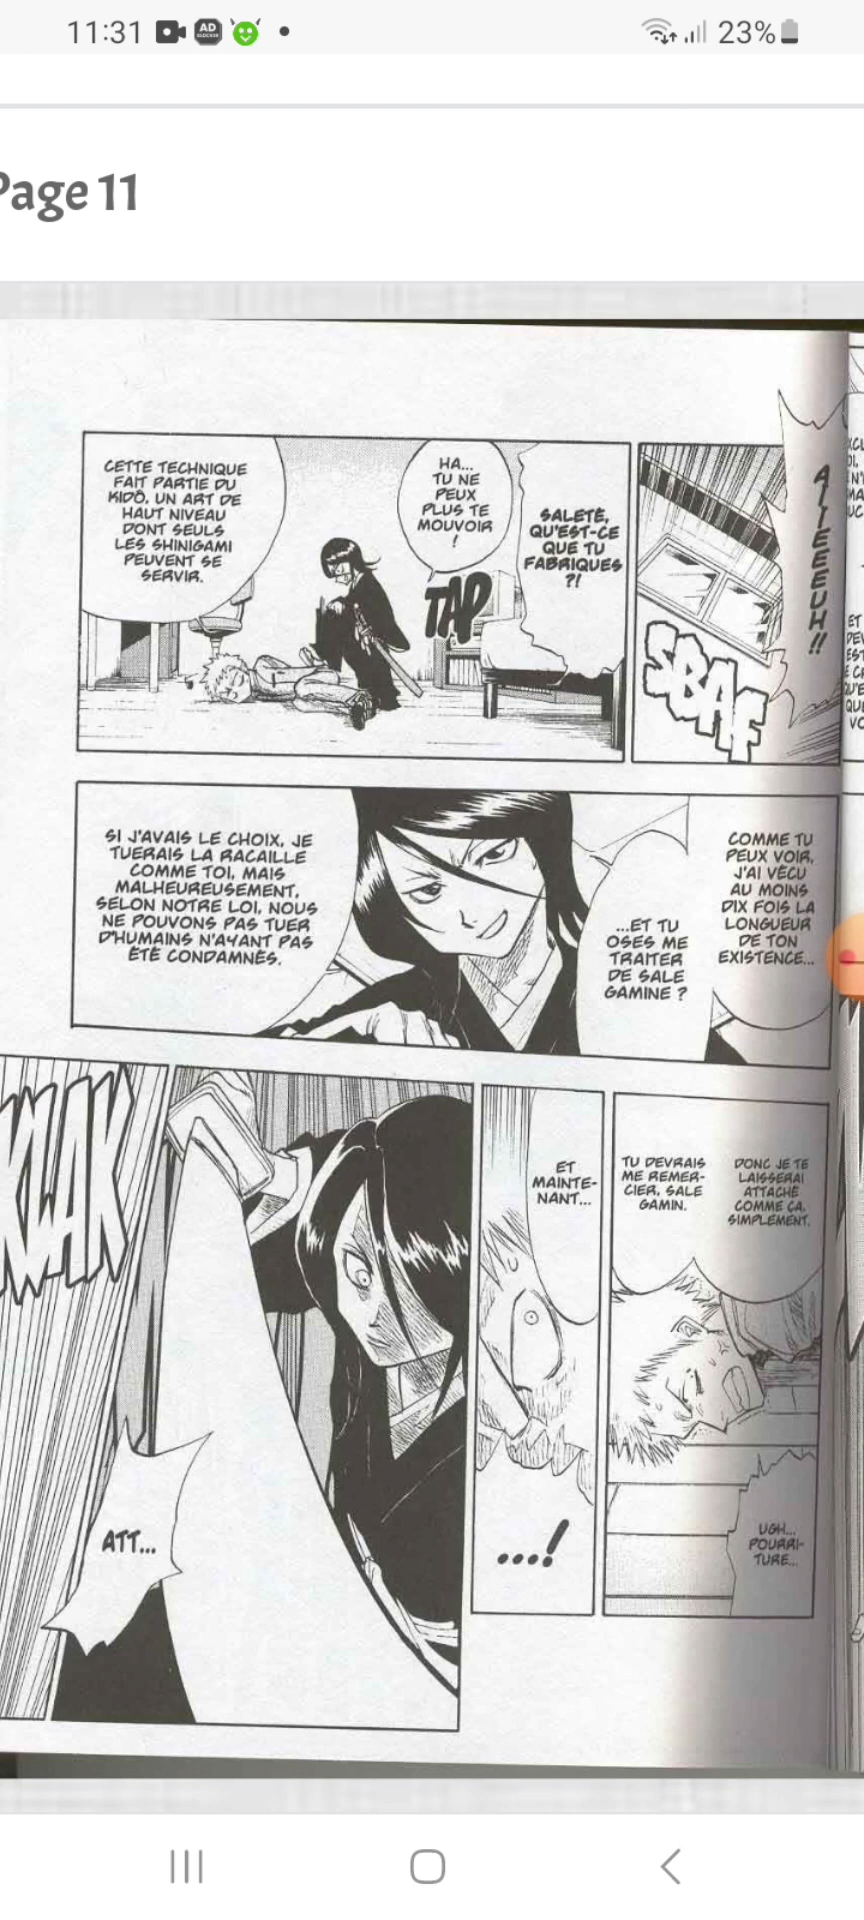 11:31
23%
Page 11
AIIEEEUH!!
SBAF
SALETÉ,
QU'EST-CE
QUE TU
FABRIQUES
?!
HA...
TU NE
PEUX
PLUS TE
MOUVOIR
!
TAP
CETTE TECHNIQUE
FAIT PARTIE DU
KIDÔ, UN ART DE
HAUT NIVEAU
DONT SEULS
LES SHINIGAMI
PEUVENT SE
SERVIR.
COMME TU
PEUX VOIR,
J'AI VÉCU
AU MOINS
DIX FOIS LA
LONGUEUR
DE TON
EXISTENCE...
...ET TU
OSES ME
TRAITER
DE SALE
GAMINE ?
SI J'AVAIS LE CHOIX, JE
TUERAIS LA RACAILLE
COMME TOI, MAIS
MALHEUREUSEMENT,
SELON NOTRE LOI, NOUS
NE POUVONS PAS TUER
D'HUMAINS N'AYANT PAS
ÉTÉ CONDAMNÉS.
DONC JE TE
LAISSERAI
ATTACHÉ
COMME ÇA,
SIMPLEMENT.
TU DEVRAIS
ME REMER-
CIER, SALE
GAMIN.
UGH...
POURRI-
TURE...
ET
MAINTE-
NANT...
...!
KLAK
ATT...